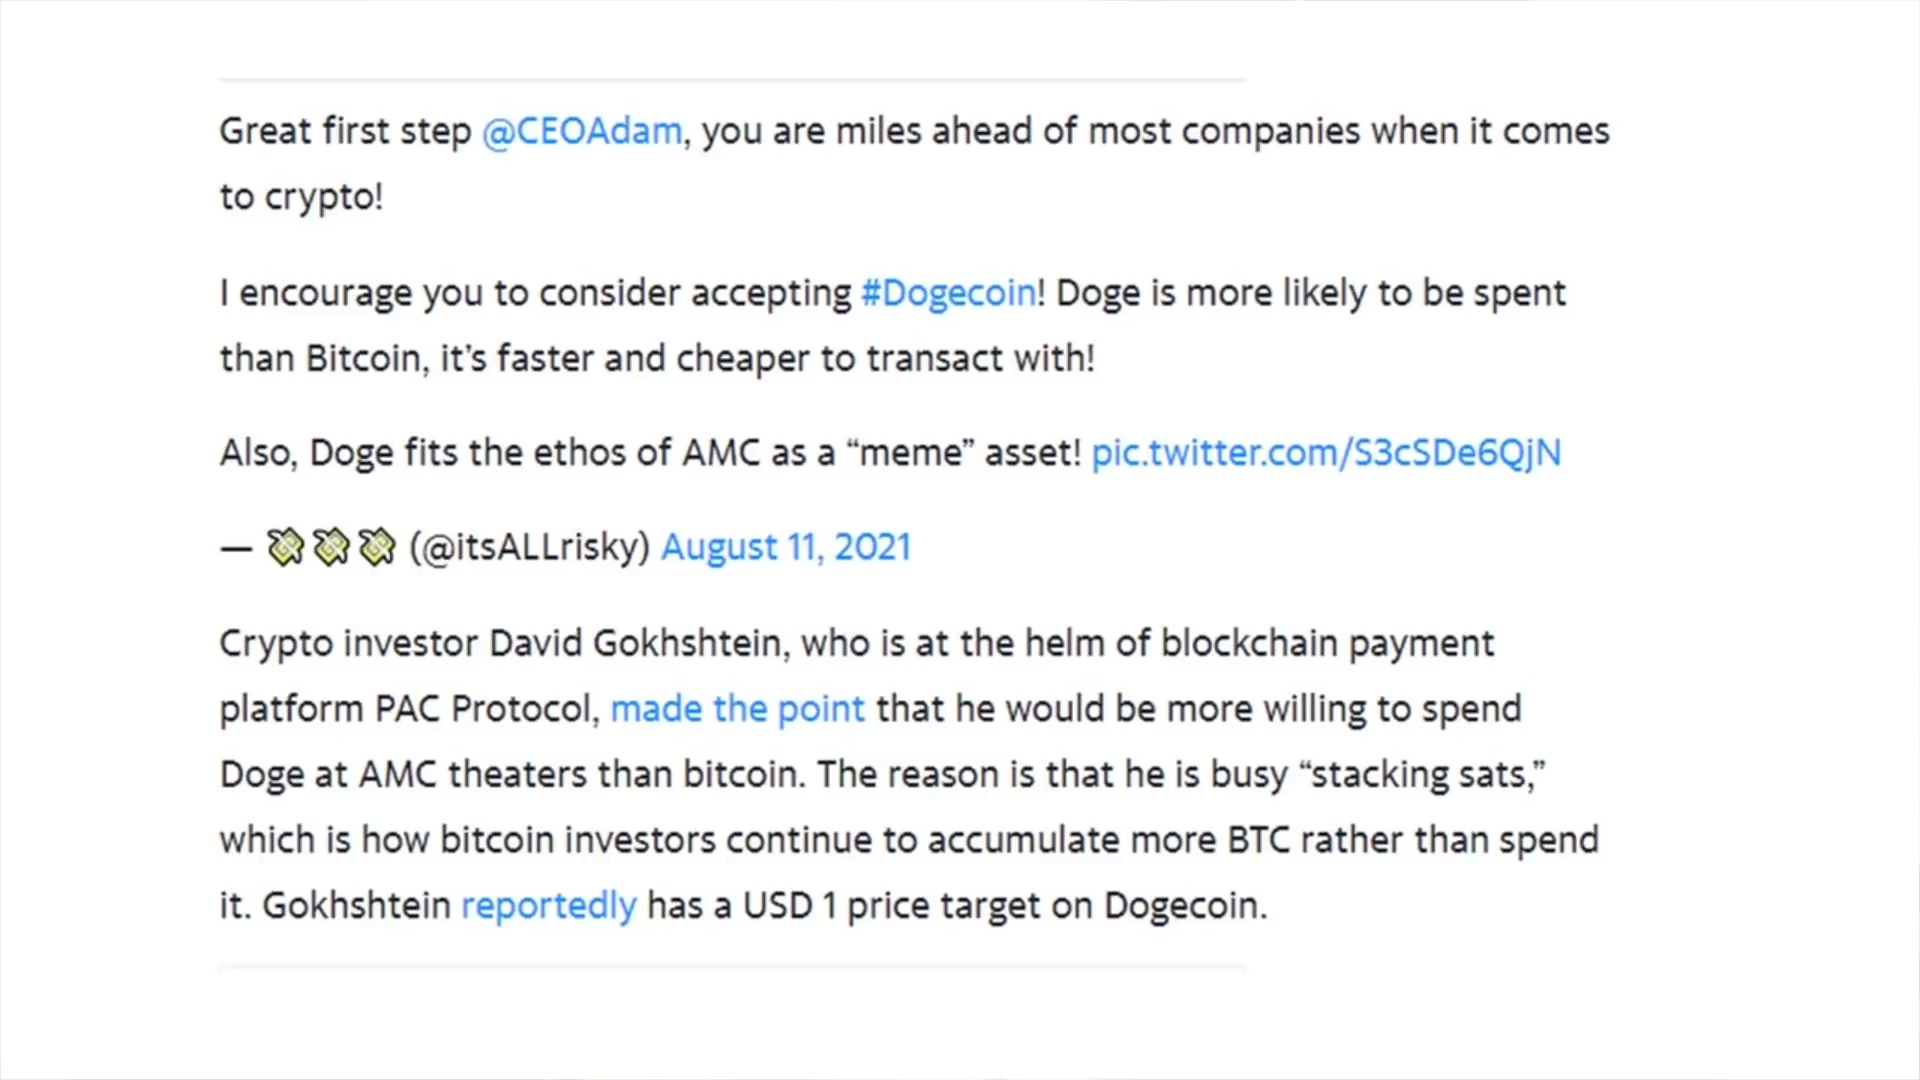 Great first step @CEOAdam, you are miles ahead of most companies when it comes
to crypto!
I encourage you to consider accepting #Dogecoin! Doge is more likely to be spent
than Bitcoin, it’s faster and cheaper to transact with!
Also, Doge fits the ethos of AMC as a “meme” asset! pic.twitter.com/S3cSDe6QjN
— 💸💸💸 (@itsALLrisky) August 11, 2021
Crypto investor David Gokhshtein, who is at the helm of blockchain payment
platform PAC Protocol, made the point that he would be more willing to spend
Doge at AMC theaters than bitcoin. The reason is that he is busy “stacking sats,”
which is how bitcoin investors continue to accumulate more BTC rather than spend
it. Gokhshtein reportedly has a USD 1 price target on Dogecoin.